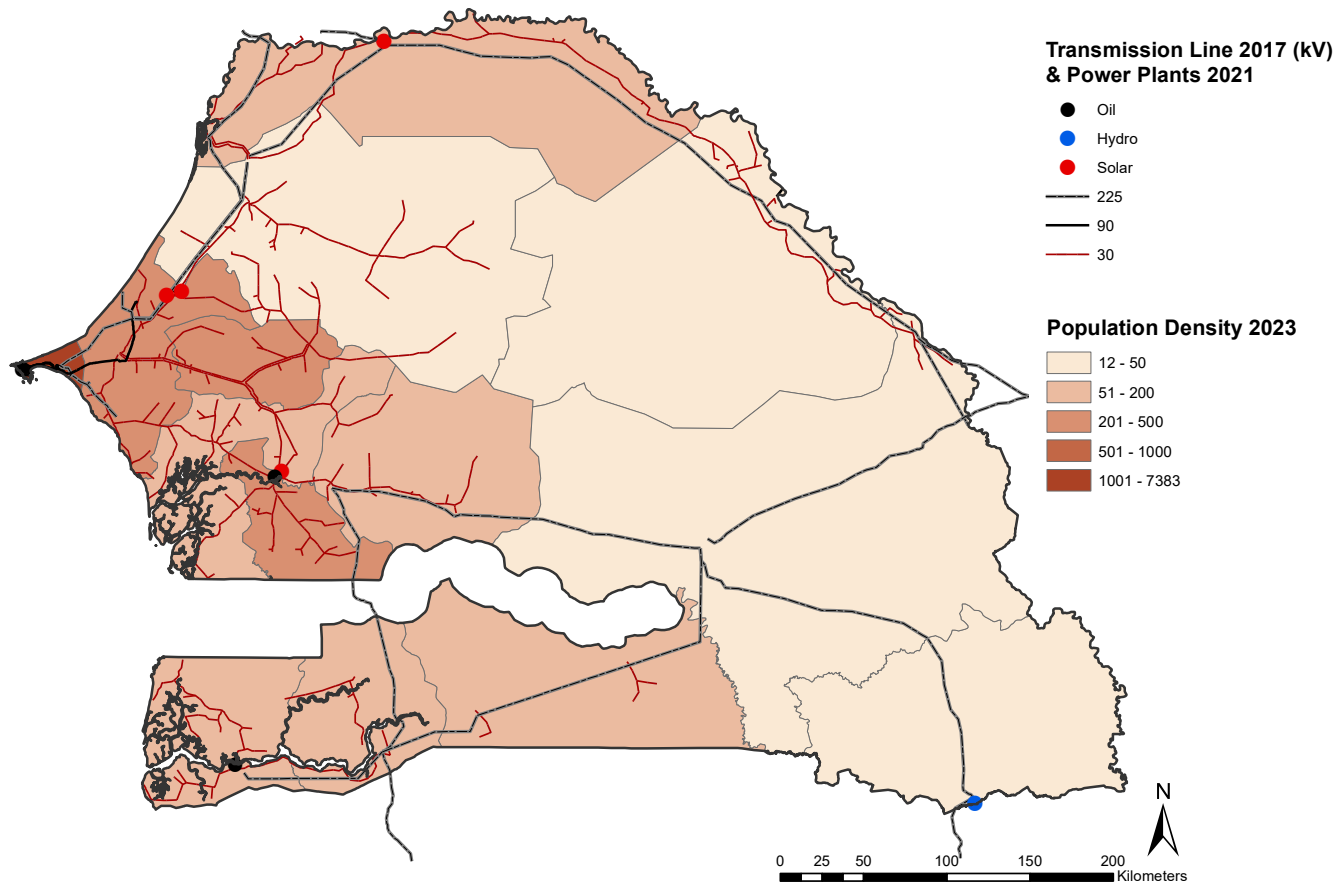 Transmission Line 2017 (kV)
& Power Plants 2021
Oil
Hydro
Solar
225
90
30
Population Density 2023
12 - 50
51 - 200
201 - 500
501 - 1000
1001 - 7383
N
0 25 50 100 150 200
Kilometers